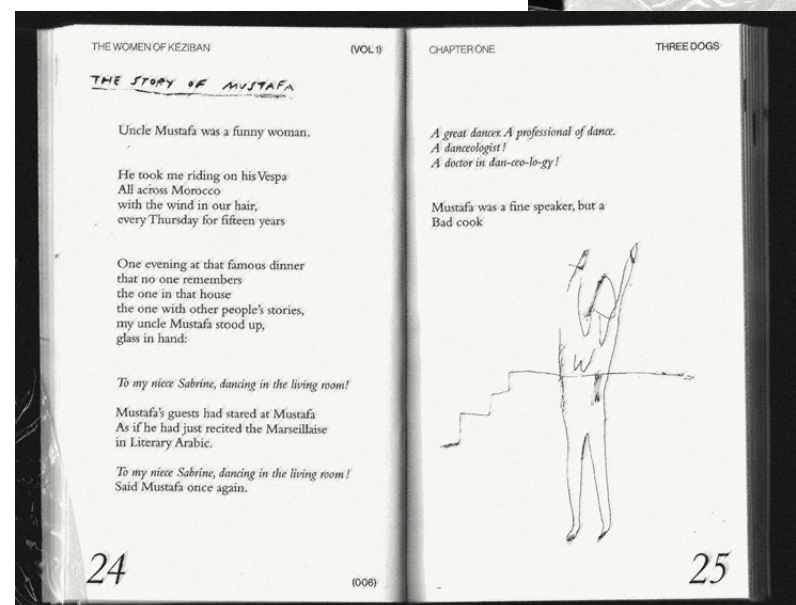 THE WOMEN OF KEZIBAN (VOL 1)
THE STORY OF MUSTAFA
Uncle Mustafa was a funny woman.
He took me riding on his Vespa
All across Morocco
with the wind in our hair,
every Thursday for fifteen years
One evening at that famous dinner
that no one remembers
the one in that house
the one with other people's stories,
my uncle Mustafa stood up,
glass in hand:
To my niece Sabrine, dancing in the living room!
Mustafa's guests had stared at Mustafa
As if he had just recited the Marseillaise
in Literary Arabic.
To my niece Sabrine, dancing in the living room !
Said Mustafa once again.
24 (006)
CHAPTER ONE THREE DOGS
A great dancer. A professional of dance.
A danceologist !
A doctor in dan-ceo-lo-gy !
Mustafa was a fine speaker, but a
Bad cook
25